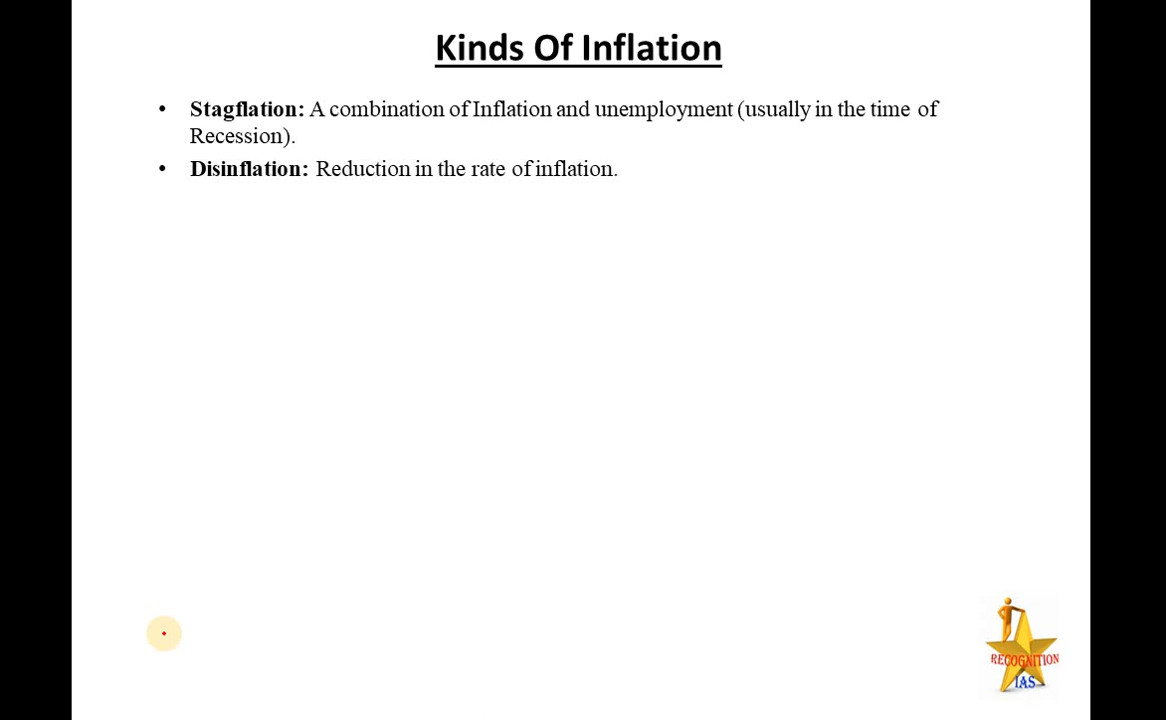 Kinds Of Inflation
• Stagflation: A combination of Inflation and unemployment (usually in the time of
Recession).
• Disinflation: Reduction in the rate of inflation.
RECOGNITION
IAS